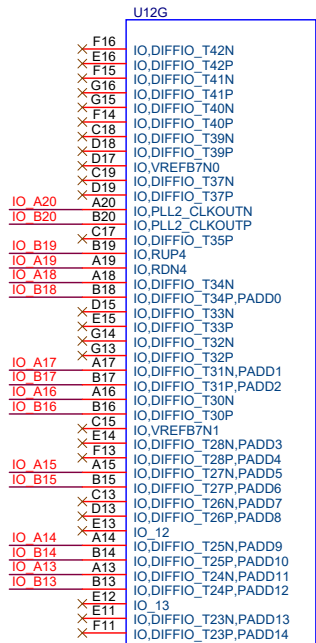 U12G
F16 IO,DIFFIO_T42N
E16 IO,DIFFIO_T42P
F15 IO,DIFFIO_T41N
G16 IO,DIFFIO_T41P
G15 IO,DIFFIO_T40N
F14 IO,DIFFIO_T40P
C18 IO,DIFFIO_T39N
D18 IO,DIFFIO_T39P
D17 IO,VREFB7N0
C19 IO,DIFFIO_T37N
D19 IO,DIFFIO_T37P
IO_A20 A20 IO,PLL2_CLKOUTN
IO_B20 B20 IO,PLL2_CLKOUTP
C17 IO,DIFFIO_T35P
IO_B19 B19 IO,RUP4
IO_A19 A19 IO,RDN4
IO_A18 A18 IO,DIFFIO_T34N
IO_B18 B18 IO,DIFFIO_T34P,PADD0
D15 IO,DIFFIO_T33N
E15 IO,DIFFIO_T33P
G14 IO,DIFFIO_T32N
G13 IO,DIFFIO_T32P
IO_A17 A17 IO,DIFFIO_T31N,PADD1
IO_B17 B17 IO,DIFFIO_T31P,PADD2
IO_A16 A16 IO,DIFFIO_T30N
IO_B16 B16 IO,DIFFIO_T30P
C15 IO,VREFB7N1
E14 IO,DIFFIO_T28N,PADD3
F13 IO,DIFFIO_T28P,PADD4
IO_A15 A15 IO,DIFFIO_T27N,PADD5
IO_B15 B15 IO,DIFFIO_T27P,PADD6
C13 IO,DIFFIO_T26N,PADD7
D13 IO,DIFFIO_T26P,PADD8
E13 IO_12
IO_A14 A14 IO,DIFFIO_T25N,PADD9
IO_B14 B14 IO,DIFFIO_T25P,PADD10
IO_A13 A13 IO,DIFFIO_T24N,PADD11
IO_B13 B13 IO,DIFFIO_T24P,PADD12
E12 IO_13
E11 IO,DIFFIO_T23N,PADD13
F11 IO,DIFFIO_T23P,PADD14